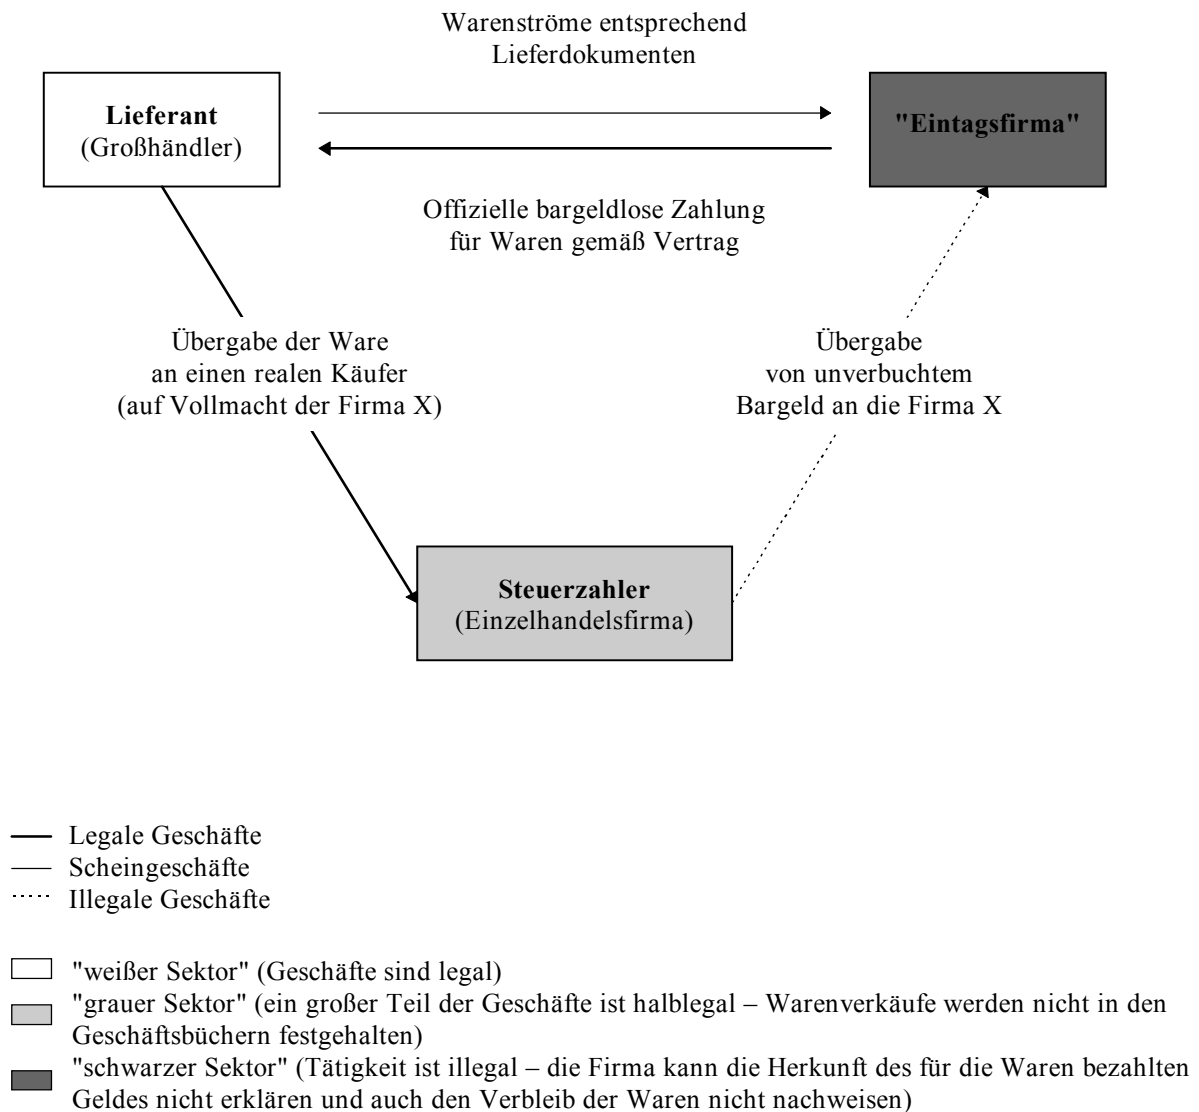 Warenströme entsprechend
Lieferdokumenten
Lieferant
(Großhändler)
"Eintagsfirma"
Offizielle bargeldlose Zahlung
für Waren gemäß Vertrag
Übergabe der Ware
an einen realen Käufer
(auf Vollmacht der Firma X)
Übergabe
von unverbuchtem
Bargeld an die Firma X
Steuerzahler
(Einzelhandelsfirma)
Legale Geschäfte
Scheingeschäfte
Illegale Geschäfte
"weißer Sektor" (Geschäfte sind legal)
"grauer Sektor" (ein großer Teil der Geschäfte ist halblegal – Warenverkäufe werden nicht in den
Geschäftsbüchern festgehalten)
"schwarzer Sektor" (Tätigkeit ist illegal – die Firma kann die Herkunft des für die Waren bezahlten
Geldes nicht erklären und auch den Verbleib der Waren nicht nachweisen)